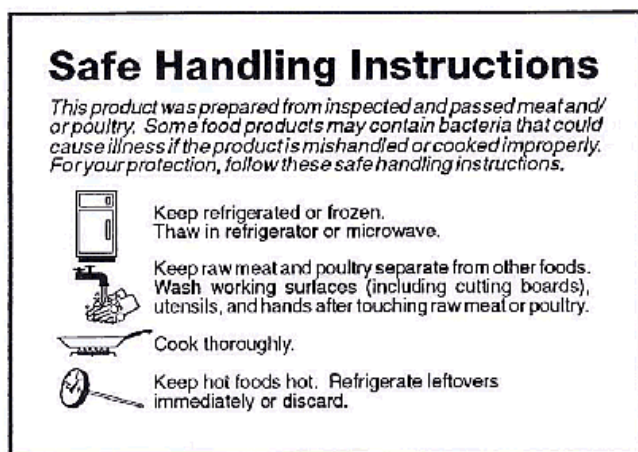 Safe Handling Instructions
This product was prepared from inspected and passed meat and/
or poultry. Some food products may contain bacteria that could
cause illness if the product is mishandled or cooked improperly.
For your protection, follow these safe handling instructions.
Keep refrigerated or frozen.
Thaw in refrigerator or microwave.
Keep raw meat and poultry separate from other foods.
Wash working surfaces (including cutting boards),
utensils, and hands after touching raw meat or poultry.
Cook thoroughly.
Keep hot foods hot. Refrigerate leftovers
immediately or discard.